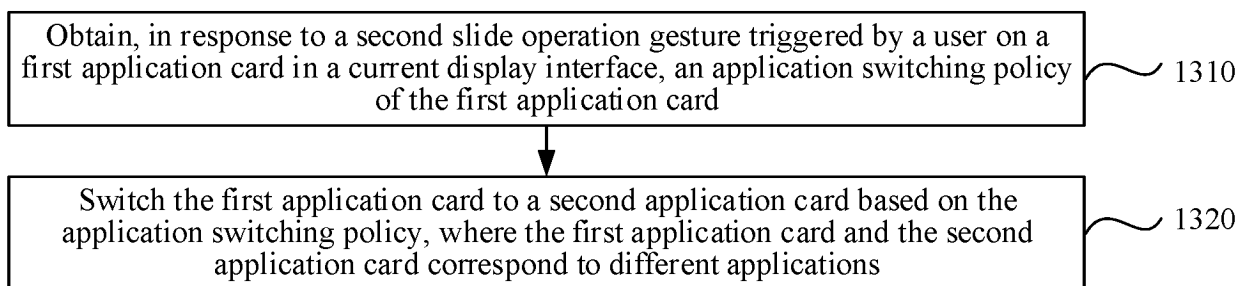 Obtain, in response to a second slide operation gesture triggered by a user on a
first application card in a current display interface, an application switching policy
of the first application card
1310
Switch the first application card to a second application card based on the
application switching policy, where the first application card and the second
application card correspond to different applications
1320